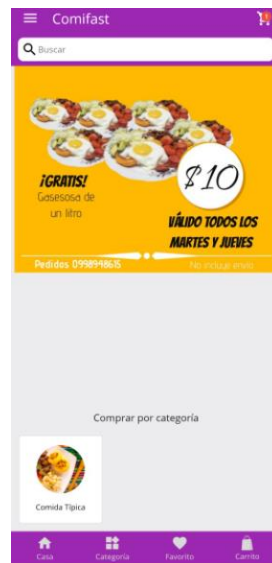 Comifast
Buscar
¡GRATIS!
Gasesosa de
un litro
$10
VÁLIDO TODOS LOS
MARTES Y JUEVES
Pedidos 0998948615
No incluye envío
Comprar por categoría
Comida Típica
Casa
Categoría
Favorito
Carrito